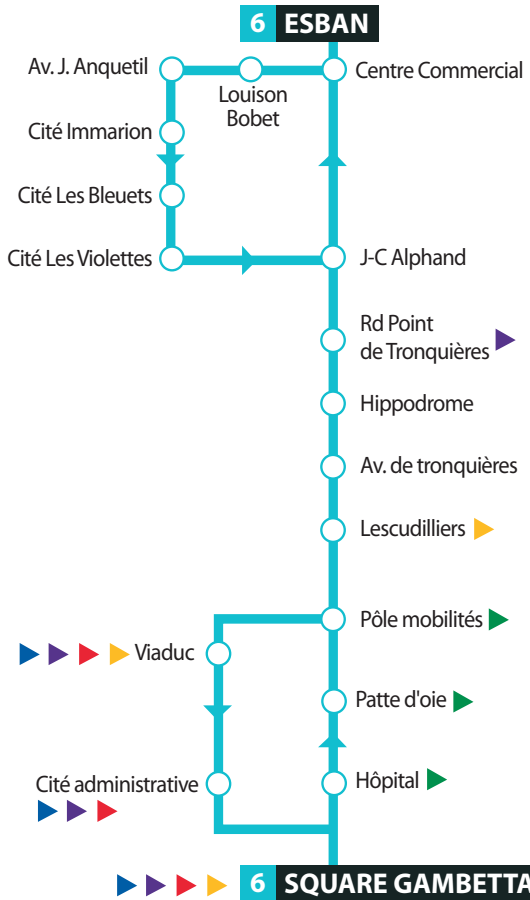 6 ESBAN
Av. J. Anquetil
Louison
Bobet
Centre Commercial
Cité Immarion
Cité Les Bleuets
Cité Les Violettes
J-C Alphand
Rd Point
de Tronquières
Hippodrome
Av. de tronquières
Lescudilliers
Pôle mobilités
Viaduc
Patte d'oie
Cité administrative
Hôpital
6 SQUARE GAMBETTA